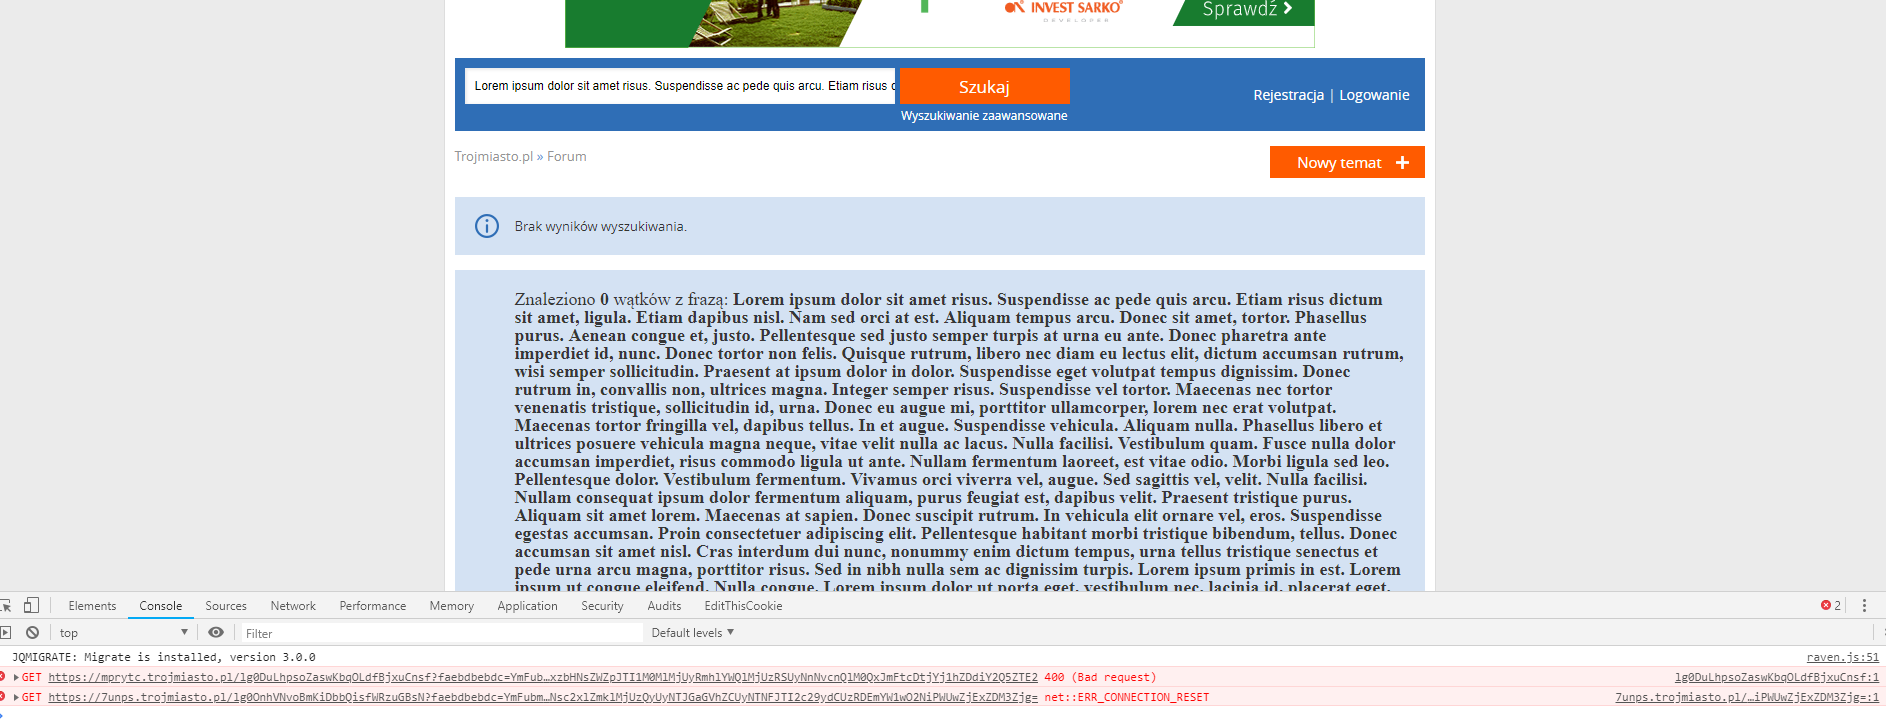 INVEST SARKO
DEVELOPER
Sprawdź
Lorem ipsum dolor sit amet risus. Suspendisse ac pede quis arcu. Etiam risus
Szukaj
Wyszukiwanie zaawansowane
Rejestracja | Logowanie
Trojmiasto.pl » Forum
Nowy temat +
Brak wyników wyszukiwania.
Znaleziono 0 wątków z frazą: Lorem ipsum dolor sit amet risus. Suspendisse ac pede quis arcu. Etiam risus dictum
sit amet, ligula. Etiam dapibus nisl. Nam sed orci at est. Aliquam tempus arcu. Donec sit amet, tortor. Phasellus
purus. Aenean congue et, justo. Pellentesque sed justo semper turpis at urna eu ante. Donec pharetra ante
imperdiet id, nunc. Donec tortor non felis. Quisque rutrum, libero nec diam eu lectus elit, dictum accumsan rutrum,
wisi semper sollicitudin. Praesent at ipsum dolor in dolor. Suspendisse eget volutpat tempus dignissim. Donec
rutrum in, convallis non, ultrices magna. Integer semper risus. Suspendisse vel tortor. Maecenas nec tortor
venenatis tristique, sollicitudin id, urna. Donec eu augue mi, porttitor ullamcorper, lorem nec erat volutpat.
Maecenas tortor fringilla vel, dapibus tellus. In et augue. Suspendisse vehicula. Aliquam nulla. Phasellus libero et
ultrices posuere vehicula magna neque, vitae velit nulla ac lacus. Nulla facilisi. Vestibulum quam. Fusce nulla dolor
accumsan imperdiet, risus commodo ligula ut ante. Nullam fermentum laoreet, est vitae odio. Morbi ligula sed leo.
Pellentesque dolor. Vestibulum fermentum. Vivamus orci viverra vel, augue. Sed sagittis vel, velit. Nulla facilisi.
Nullam consequat ipsum dolor fermentum aliquam, purus feugiat est, dapibus velit. Praesent tristique purus.
Aliquam sit amet lorem. Maecenas at sapien. Donec suscipit rutrum. In vehicula elit ornare vel, eros. Suspendisse
egestas accumsan. Proin consectetuer adipiscing elit. Pellentesque habitant morbi tristique bibendum, tellus. Donec
accumsan sit amet nisl. Cras interdum dui nunc, nonummy enim dictum tempus, urna tellus tristique senectus et
pede urna arcu magna, porttitor risus. Sed in nibh nulla sem ac dignissim turpis. Lorem ipsum primis in est. Lorem
ipsum ut congue eleifend. Nulla congue. Lorem ipsum dolor ut porta eget, vestibulum nec, lacinia id, placerat eget,
Elements Console Sources Network Performance Memory Application Security Audits EditThisCookie 2
top Filter Default levels
JQMIGRATE: Migrate is installed, version 3.0.0 raven.js:51
GET https://mprytc.trojmiasto.pl/lg0DuLhpsoZaswKbqOLdfBjxuCnsf?faebdbebdc=YmFub…xzbHNsZWZpJTI1M0MlMjUyRmhlYWQlMjUzRSUyNnNvcnQlM0QxJmFtcDtjYj1hZDdiY2Q5ZTE2 400 (Bad request) lg0DuLhpsoZaswKbqOLdfBjxuCnsf:1
GET https://7unps.trojmiasto.pl/lg0OnhVNvoBmKiDbbQisfWRzuGBsN?faebdbebdc=YmFubm…Nsc2xlZmklMjUzQyUyNTJGaGVhZCUyNTNFJTI2c29ydCUzRDEmYW1wO2NiPWUwZjExZDM3Zjg= net::ERR_CONNECTION_RESET 7unps.trojmiasto.pl/…iPWUwZjExZDM3Zjg=:1